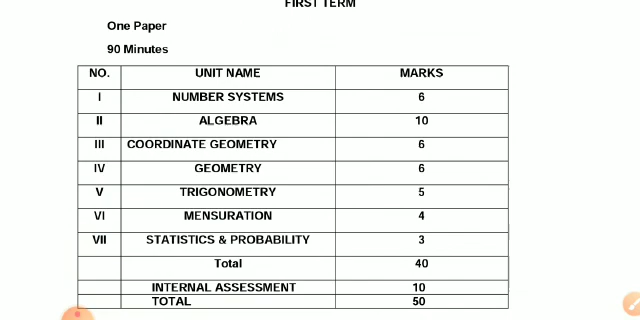 FIRST TERM
One Paper
90 Minutes
NO. UNIT NAME MARKS
I NUMBER SYSTEMS 6
II ALGEBRA 10
III COORDINATE GEOMETRY 6
IV GEOMETRY 6
V TRIGONOMETRY 5
VI MENSURATION 4
VII STATISTICS & PROBABILITY 3
Total 40
INTERNAL ASSESSMENT 10
TOTAL 50